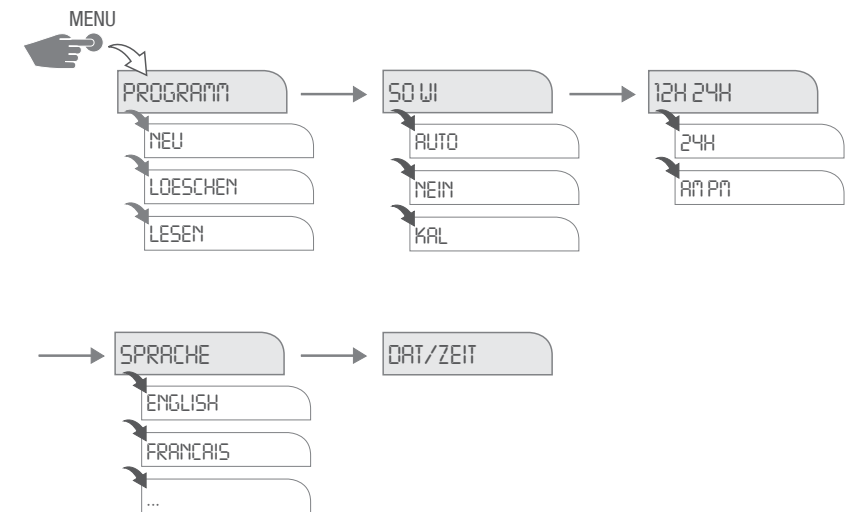 MENU
PROGRAMM
NEU
LOESCHEN
LESEN
SO WI
AUTO
NEIN
KAL
12H 24H
24H
AM PM
SPRACHE
ENGLISH
FRANCAIS
...
DAT/ZEIT